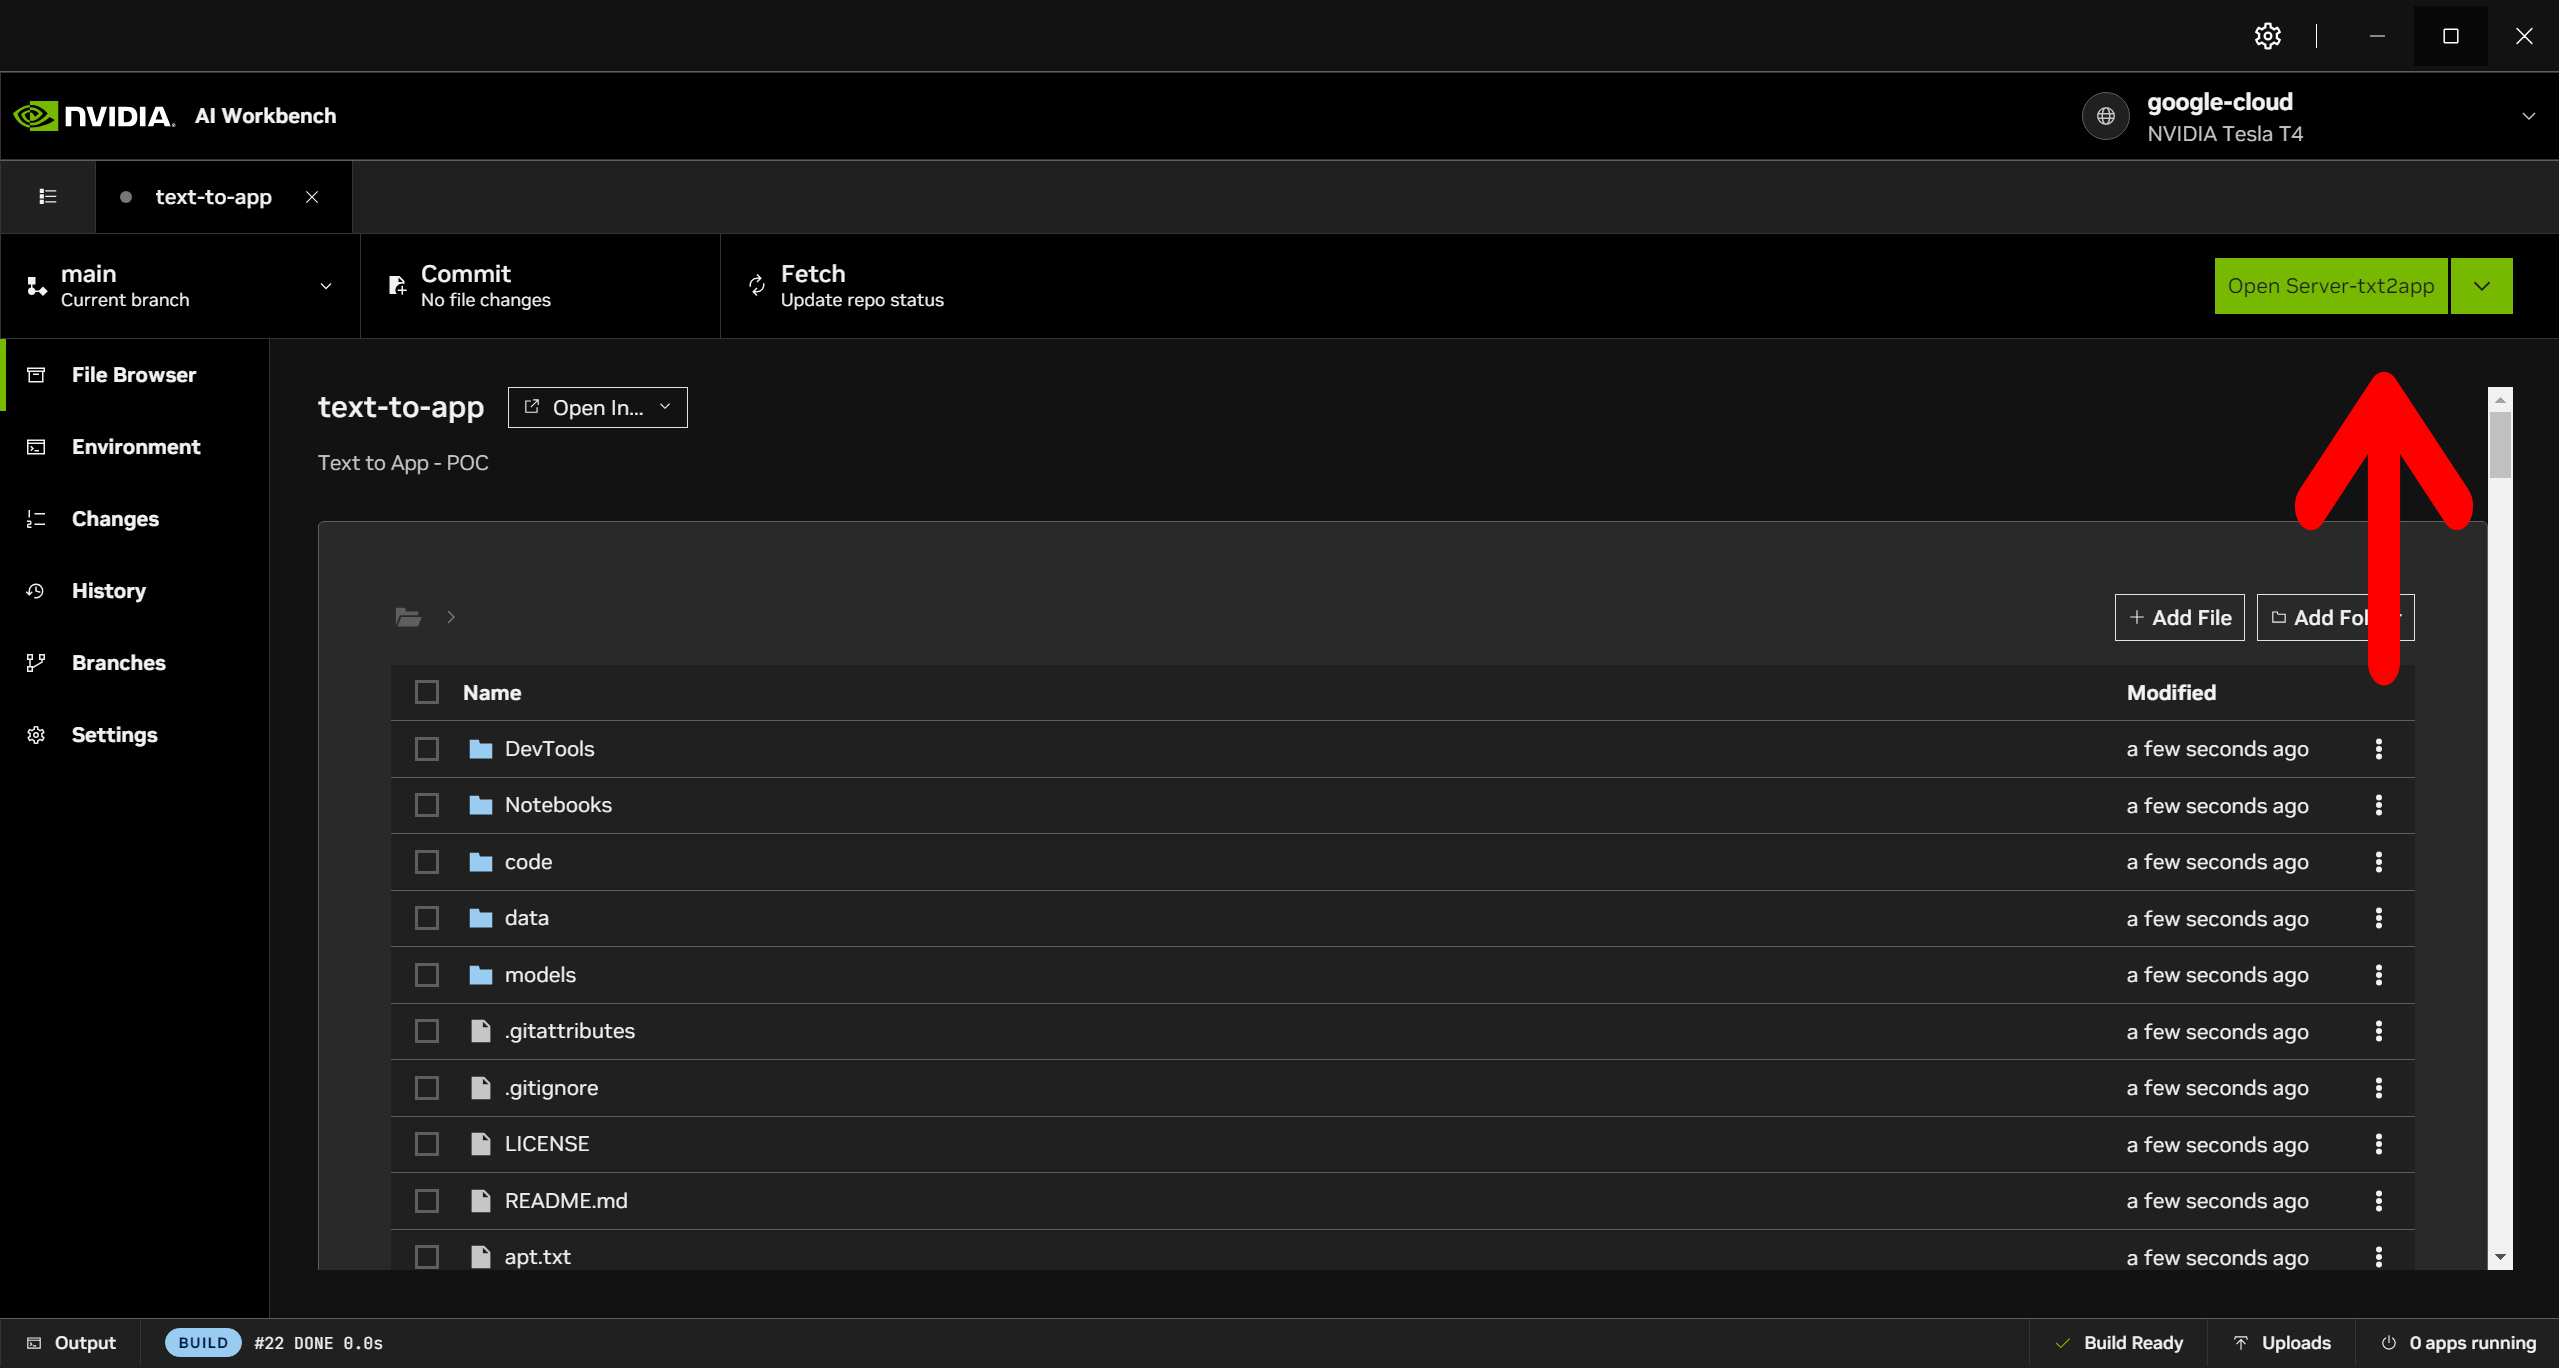 NVIDIA. AI Workbench
google-cloud
NVIDIA Tesla T4
text-to-app
main
Current branch
Commit
No file changes
Fetch
Update repo status
Open Server-txt2app
File Browser
Environment
Changes
History
Branches
Settings
text-to-app
Open In...
Text to App - POC
Add File
Add
Name
Modified
DevTools
a few seconds ago
Notebooks
a few seconds ago
code
a few seconds ago
data
a few seconds ago
models
a few seconds ago
.gitattributes
a few seconds ago
.gitignore
a few seconds ago
LICENSE
a few seconds ago
README.md
a few seconds ago
apt.txt
a few seconds ago
Output
BUILD
#22 DONE 0.0s
Build Ready
Uploads
0 apps running